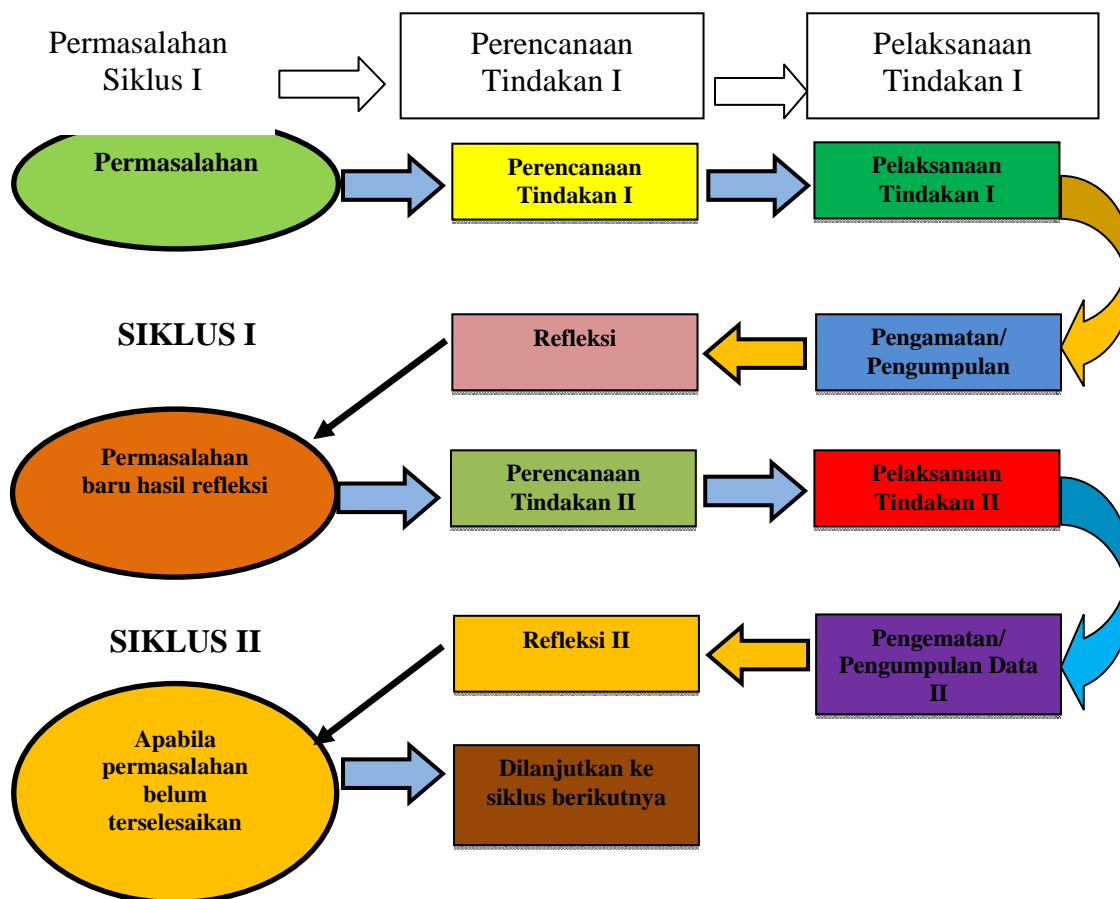 Permasalahan
Siklus I
Perencanaan
Tindakan I
Pelaksanaan
Tindakan I
Permasalahan
Perencanaan
Tindakan I
Pelaksanaan
Tindakan I
SIKLUS I
Refleksi
Pengamatan/
Pengumpulan
Permasalahan
baru hasil refleksi
Perencanaan
Tindakan II
Pelaksanaan
Tindakan II
SIKLUS II
Refleksi II
Pengematan/
Pengumpulan Data
II
Apabila
permasalahan
belum
terselesaikan
Dilanjutkan ke
siklus berikutnya